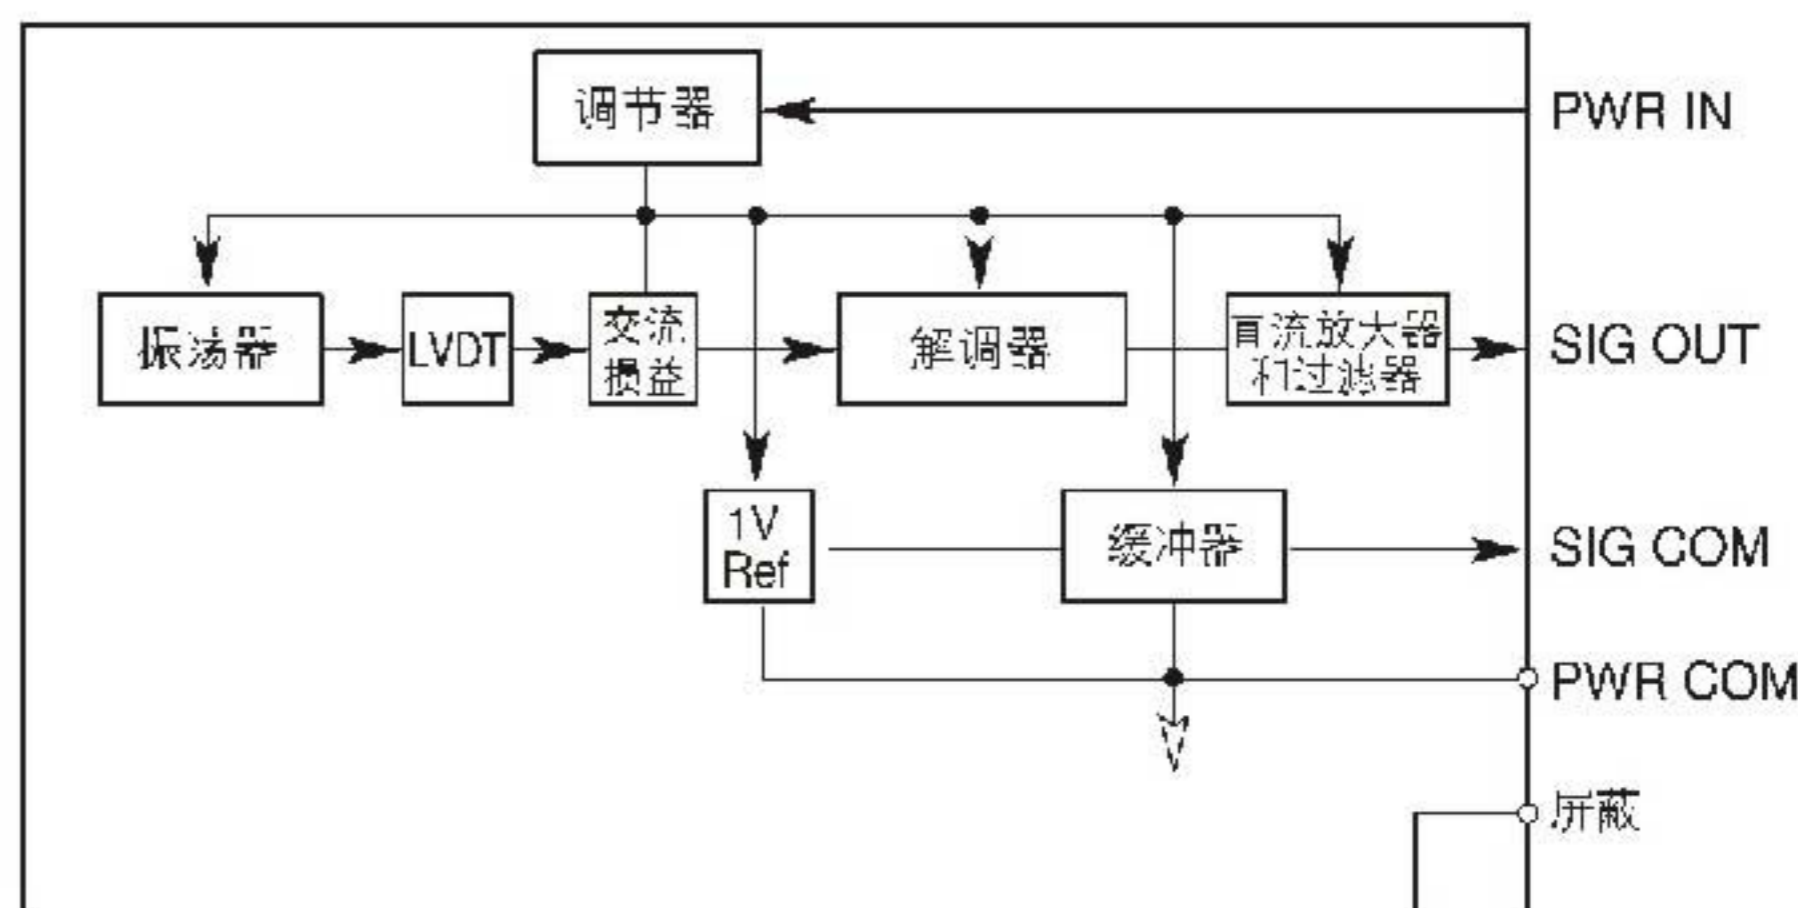 调节器
PWR IN
振荡器
LVDT
交流
损益
解调器
直流放大器
和过滤器
SIG OUT
1V
Ref
缓冲器
SIG COM
PWR COM
屏蔽